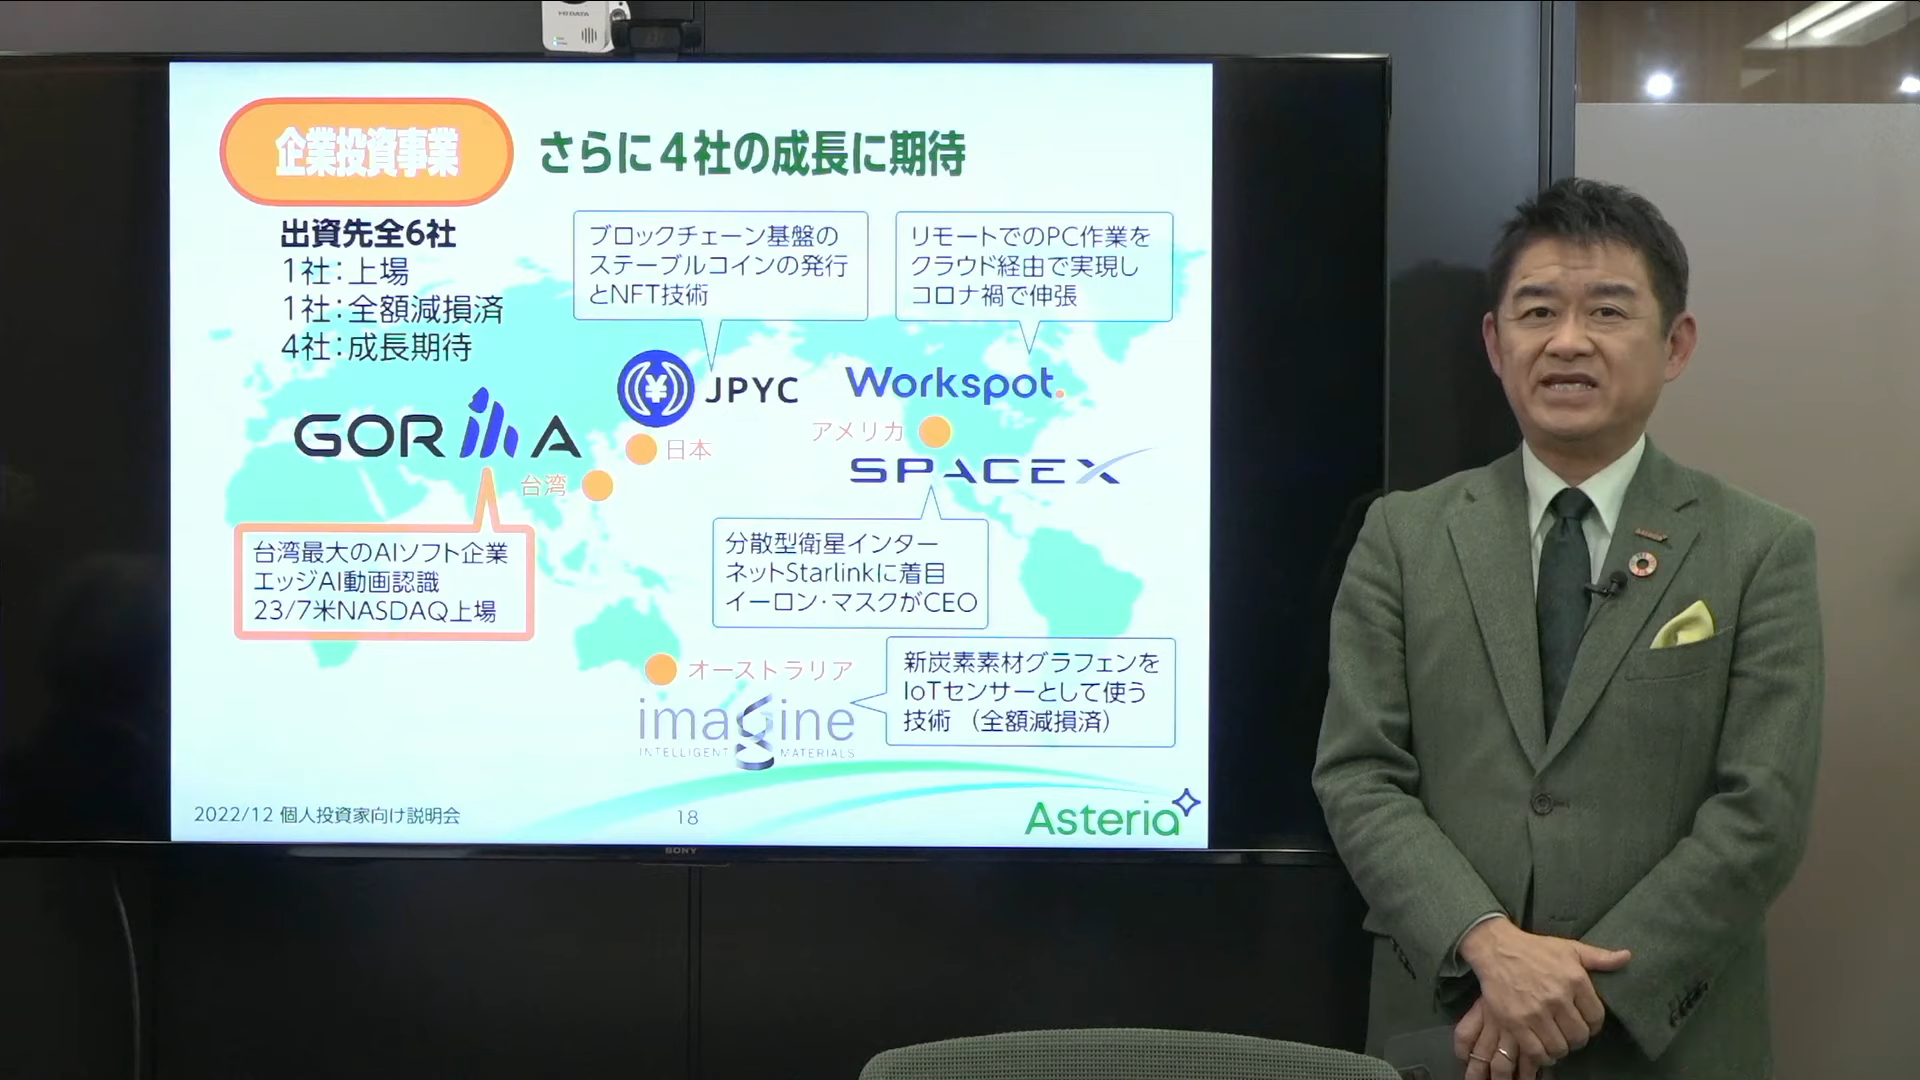 I-O DATA
企業投資事業
さらに4社の成長に期待
出資先全6社
1社：上場
1社：全額減損済
4社：成長期待
ブロックチェーン基盤の
ステーブルコインの発行
とNFT技術
リモートでのPC作業を
クラウド経由で実現し
コロナ禍で伸張
JPYC
Workspot.
GORILLA
日本
アメリカ
台湾
SPACEX
台湾最大のAIソフト企業
エッジAI動画認識
23/7米NASDAQ上場
分散型衛星インター
ネットStarlinkに着目
イーロン・マスクがCEO
オーストラリア
imagine
INTELLIGENT MATERIALS
新炭素素材グラフェンを
IoTセンサーとして使う
技術 （全額減損済）
2022/12 個人投資家向け説明会
18
Asteria
SONY